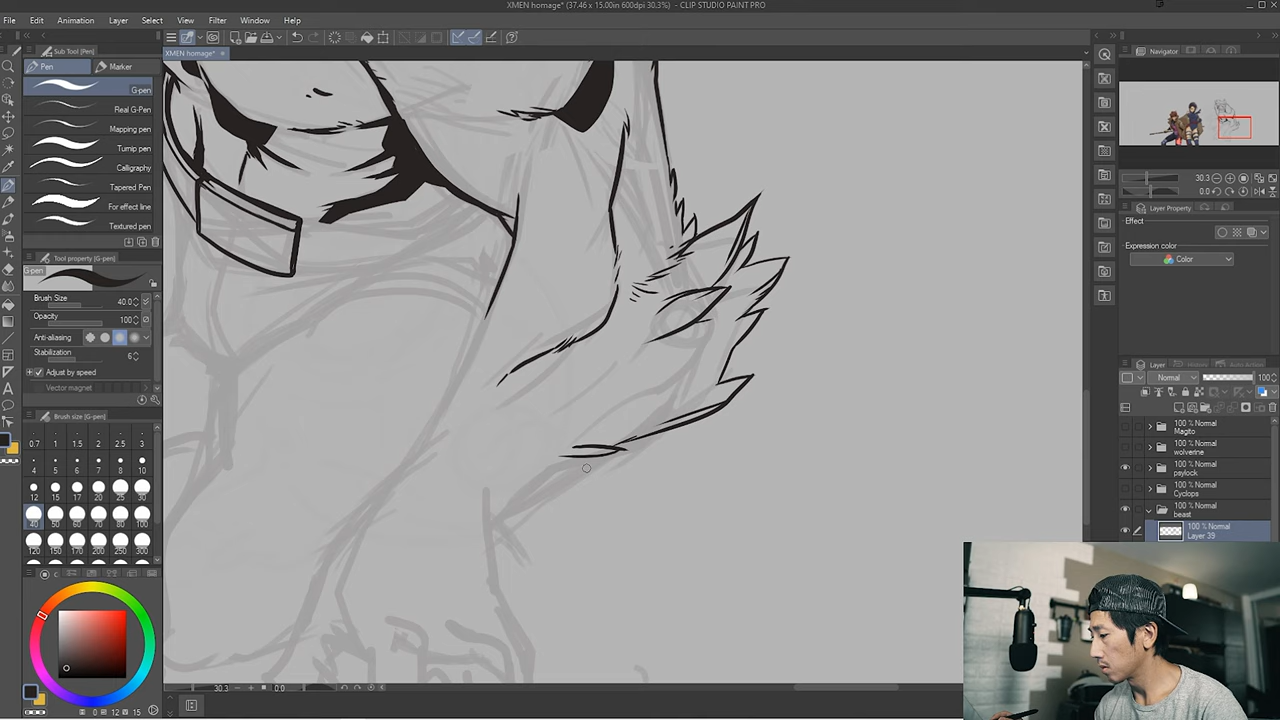 XMEN homage* (37.46 x 15.00in 600dpi 30.3%) - CLIP STUDIO PAINT PRO
File Edit Animation Layer Select View Filter Window Help
XMEN homage*
Sub Tool [Pen]
Pen Marker
G-pen
Real G-Pen
Mapping pen
Turnip pen
Calligraphy
Tapered Pen
For effect line
Textured pen
Tool property [G-pen]
G-pen
Brush Size 40.0
Opacity 100
Anti-aliasing
Stabilization 6
Adjust by speed
Vector magnet
Brush size [G-pen]
0.7 1 1.5 2 2.5 3
4 5 6 7 8 10
12 15 17 20 25 30
40 50 60 70 80 100
120 150 170 200 250 300
0 12 15
30.3 0.0
Navigator
30.3
0.0
Layer Property
Effect
Expression color
Color
Layer
Normal 100
100 % Normal
Magito
100 % Normal
wolverine
100 % Normal
psylock
100 % Normal
Cyclops
100 % Normal
beast
100 % Normal
Layer 39